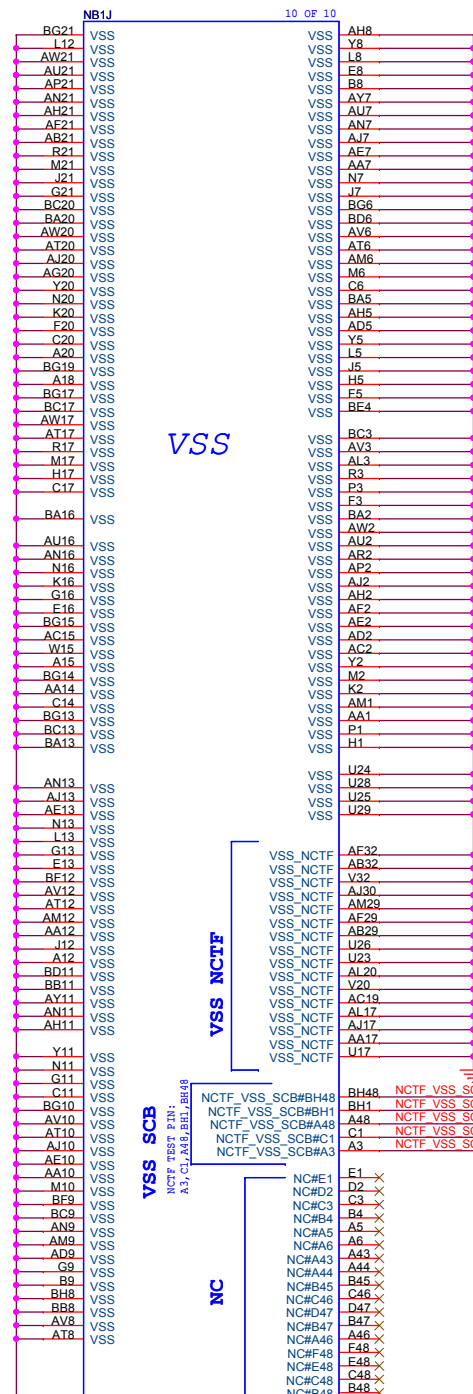 NB1J 10 OF 10
BG21 VSS VSS AH8
L12 VSS VSS Y8
AW21 VSS VSS L8
AU21 VSS VSS E8
AP21 VSS VSS B8
AN21 VSS VSS AY7
AH21 VSS VSS AU7
AF21 VSS VSS AN7
AB21 VSS VSS AJ7
R21 VSS VSS AE7
M21 VSS VSS AA7
J21 VSS VSS N7
G21 VSS VSS J7
BC20 VSS VSS BG6
BA20 VSS VSS BD6
AW20 VSS VSS AV6
AT20 VSS VSS AT6
AJ20 VSS VSS AM6
AG20 VSS VSS M6
Y20 VSS VSS C6
N20 VSS VSS BA5
K20 VSS VSS AH5
F20 VSS VSS AD5
C20 VSS VSS Y5
A20 VSS VSS L5
BG19 VSS VSS J5
A18 VSS VSS H5
BG17 VSS VSS F5
BC17 VSS VSS BE4
AW17 VSS
AT17 VSS VSS BC3
VSS
R17 VSS VSS AV3
M17 VSS VSS AL3
H17 VSS VSS R3
C17 VSS VSS P3
VSS F3
BA16 VSS VSS BA2
VSS AW2
AU16 VSS VSS AU2
AN16 VSS VSS AR2
N16 VSS VSS AP2
K16 VSS VSS AJ2
G16 VSS VSS AH2
E16 VSS VSS AF2
BG15 VSS VSS AE2
AC15 VSS VSS AD2
W15 VSS VSS AC2
A15 VSS VSS Y2
BG14 VSS VSS M2
AA14 VSS VSS K2
C14 VSS VSS AM1
BG13 VSS VSS AA1
BC13 VSS VSS P1
BA13 VSS VSS H1
VSS U24
AN13 VSS VSS U28
AJ13 VSS VSS U25
AE13 VSS VSS U29
N13 VSS
L13 VSS
G13 VSS VSS_NCTF AF32
E13 VSS VSS_NCTF AB32
BF12 VSS VSS_NCTF V32
AV12 VSS VSS_NCTF AJ30
AT12 VSS VSS_NCTF AM29
AM12 VSS VSS_NCTF AF29
AA12 VSS VSS_NCTF AB29
J12 VSS VSS_NCTF U26
A12 VSS VSS_NCTF U23
BD11 VSS VSS_NCTF AL20
BB11 VSS VSS_NCTF V20
AY11 VSS VSS_NCTF AC19
AN11 VSS VSS_NCTF AL17
AH11 VSS VSS_NCTF AJ17
VSS_NCTF AA17
Y11 VSS VSS_NCTF U17
VSS NCTF
N11 VSS
G11 VSS
C11 VSS NCTF_VSS_SCB#BH48 BH48
BG10 VSS NCTF_VSS_SCB#BH1 BH1
AV10 VSS NCTF_VSS_SCB#A48 A48
AT10 VSS NCTF_VSS_SCB#C1 C1
AJ10 VSS NCTF_VSS_SCB#A3 A3
VSS SCB
NCTF TEST PIN:
A3,C1,A48,BH1,BH48
AE10 VSS
AA10 VSS NC#E1 E1
M10 VSS NC#D2 D2
BF9 VSS NC#C3 C3
BC9 VSS NC#B4 B4
AN9 VSS NC#A5 A5
AM9 VSS NC#A6 A6
AD9 VSS NC#A43 A43
G9 VSS NC#A44 A44
B9 VSS NC#B45 B45
BH8 VSS NC#C46 C46
BB8 VSS NC#D47 D47
AV8 VSS NC#B47 B47
AT8 VSS NC#A46 A46
NC#F48 F48
NC#E48 E48
NC#C48 C48
NC#B48 B48
NC